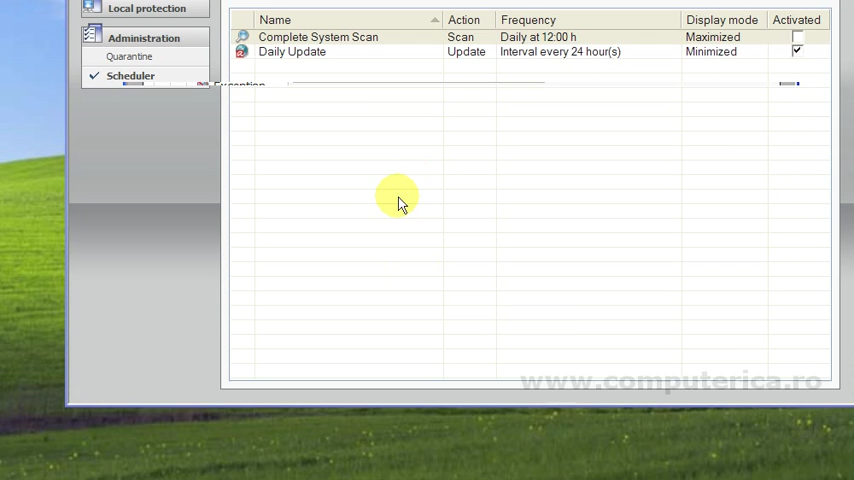 Local protection
Administration
Quarantine
Scheduler
Name Action Frequency Display mode Activated
Complete System Scan Scan Daily at 12:00 h Maximized
Daily Update Update Interval every 24 hour(s) Minimized
Exception
www.computerica.ro